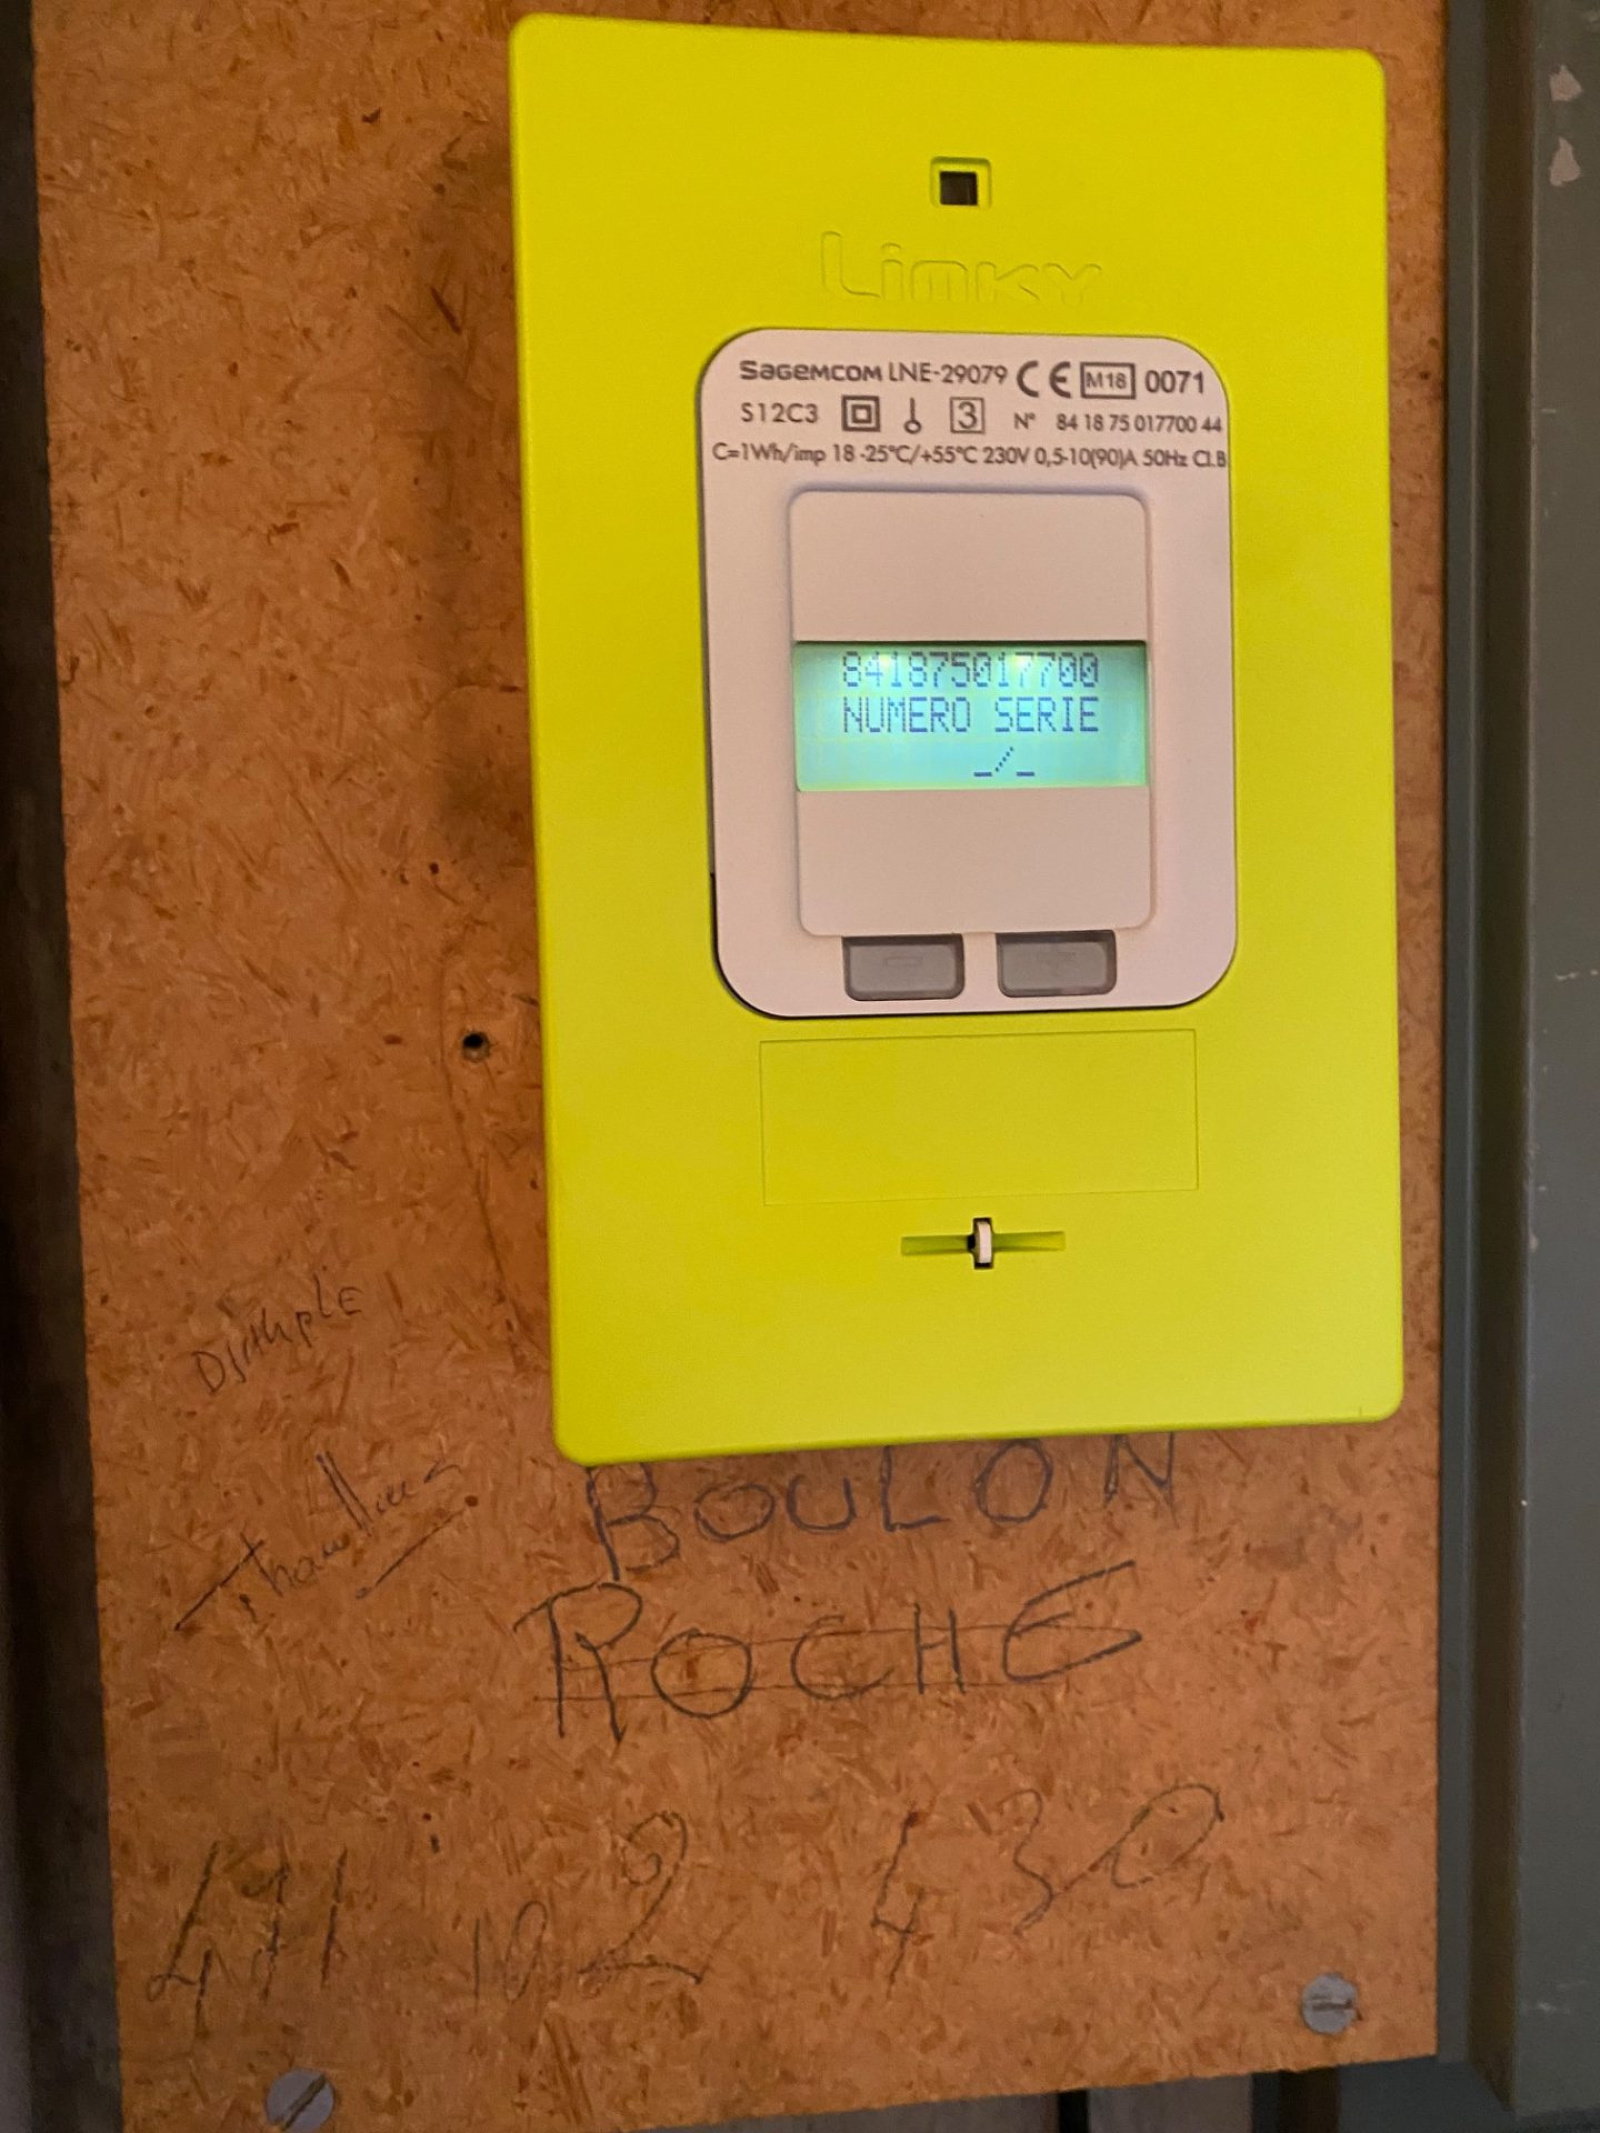 Linky
SAGEMCOM LNE-29079 CE M18 0071
S12C3 3 N° 84 18 75 017700 44
C=1Wh/imp 18 -25°C/+55°C 230V 0,5-10(90)A 50Hz Cl.B
841875017700
NUMERO SERIE
_/_
- +
BOULON
ROCHE
411 102 430